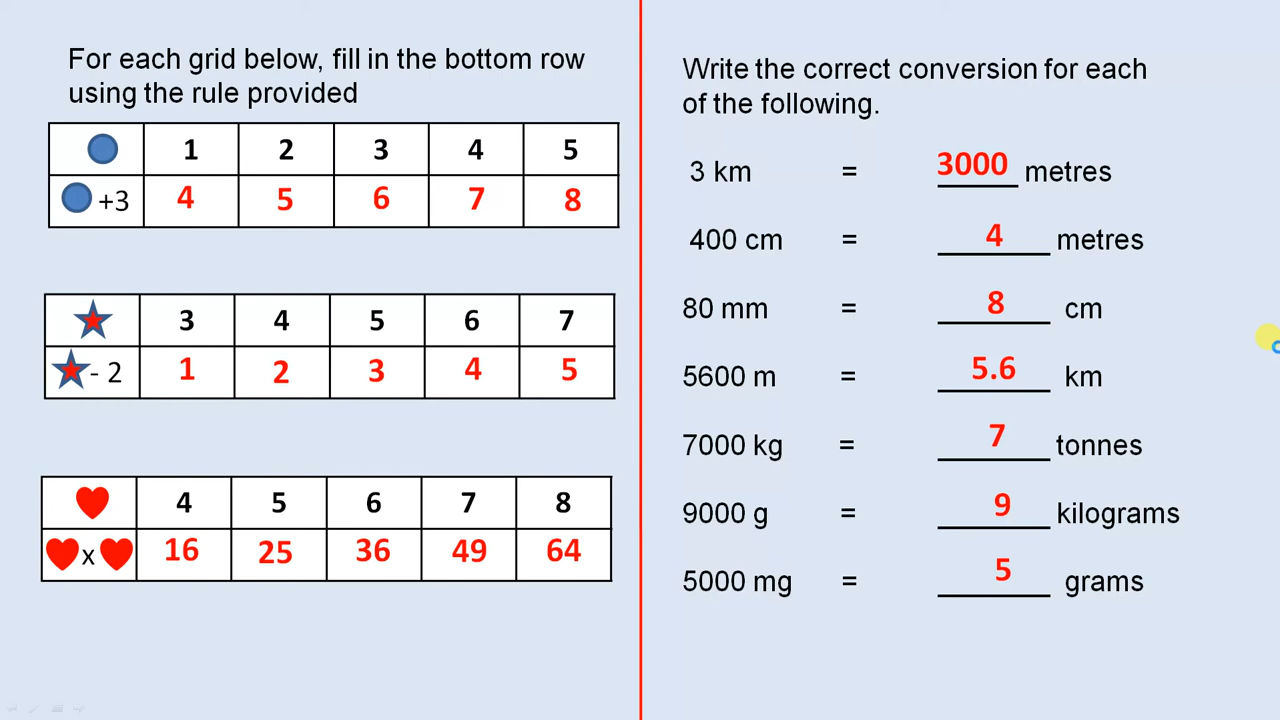 For each grid below, fill in the bottom row
using the rule provided
1 2 3 4 5
+3 4 5 6 7 8
3 4 5 6 7
- 2 1 2 3 4 5
4 5 6 7 8
x 16 25 36 49 64
Write the correct conversion for each
of the following.
3 km = 3000 metres
400 cm = 4 metres
80 mm = 8 cm
5600 m = 5.6 km
7000 kg = 7 tonnes
9000 g = 9 kilograms
5000 mg = 5 grams